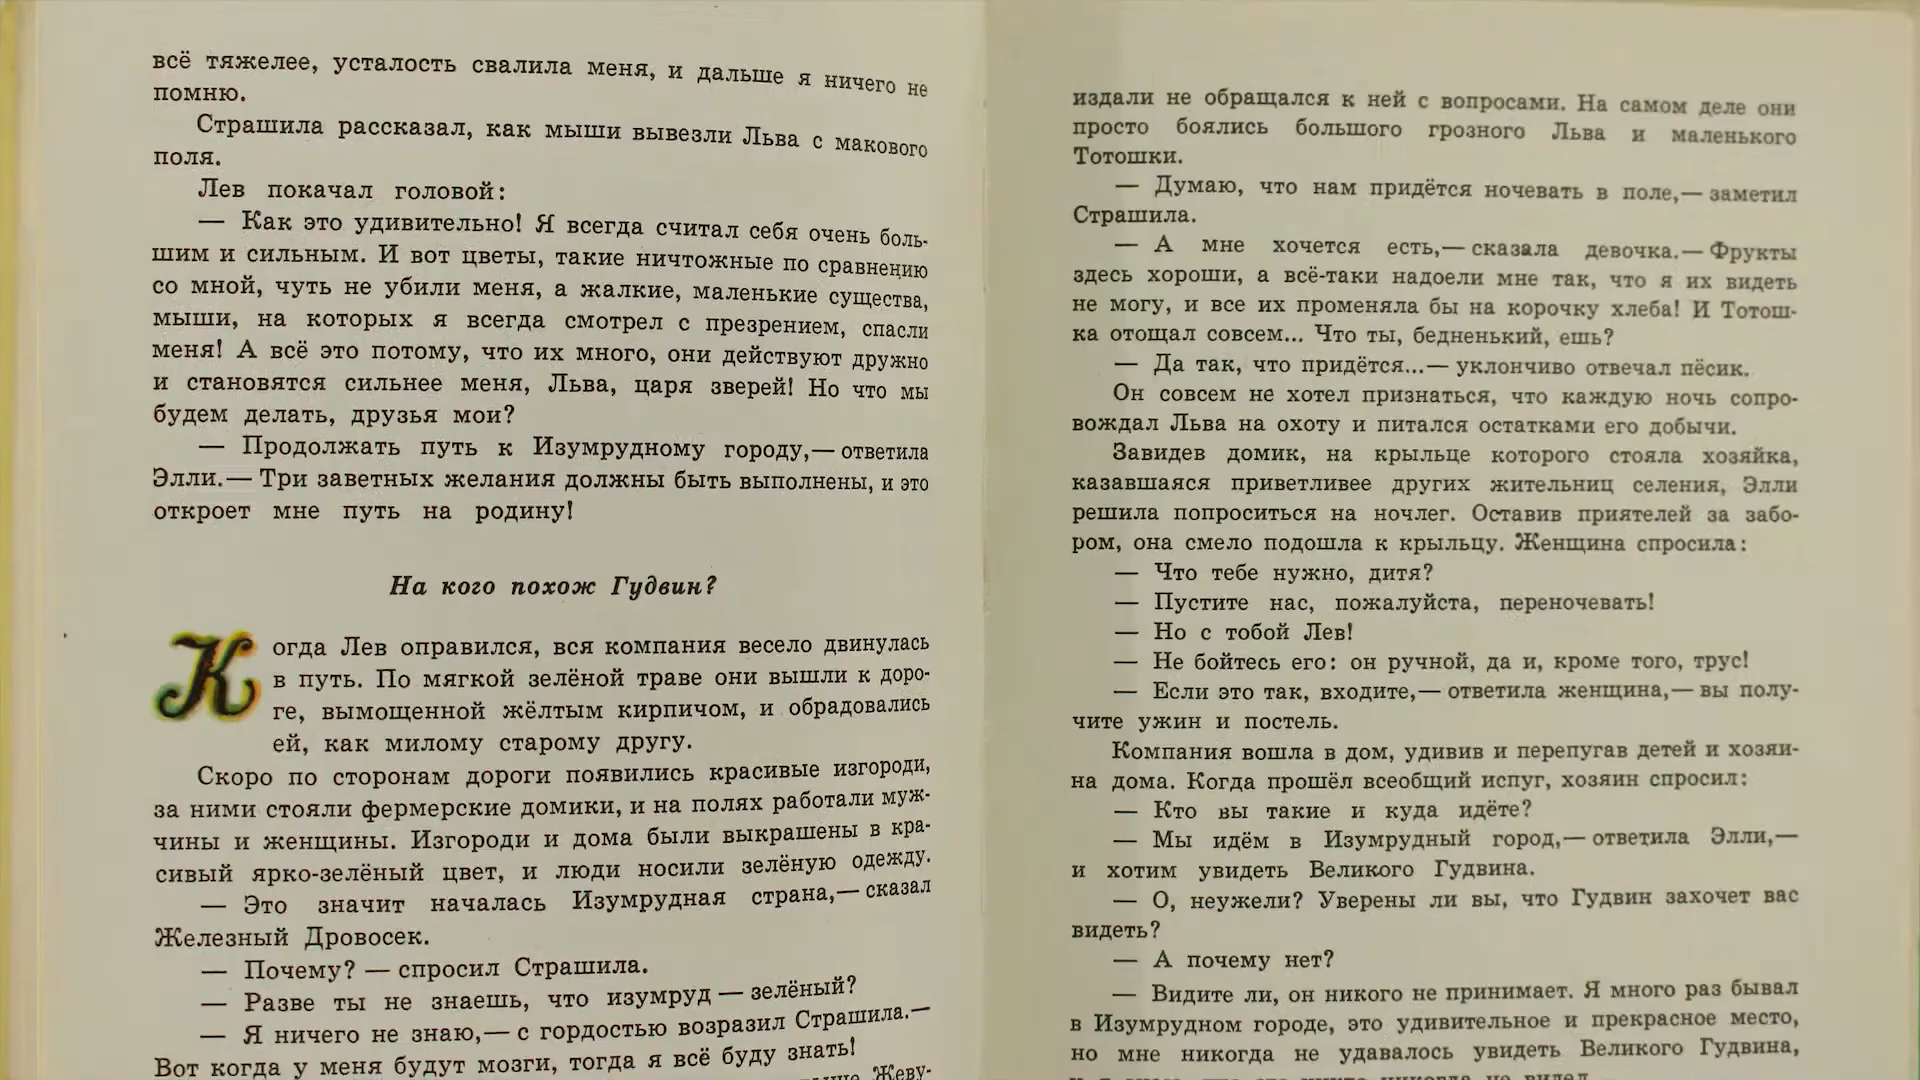 всё тяжелее, усталость свалила меня, и дальше я ничего не
помню.
Страшила рассказал, как мыши вывезли Льва с макового
поля.
Лев покачал головой:
— Как это удивительно! Я всегда считал себя очень боль-
шим и сильным. И вот цветы, такие ничтожные по сравнению
со мной, чуть не убили меня, а жалкие, маленькие существа,
мыши, на которых я всегда смотрел с презрением, спасли
меня! А всё это потому, что их много, они действуют дружно
и становятся сильнее меня, Льва, царя зверей! Но что мы
будем делать, друзья мои?
— Продолжать путь к Изумрудному городу,— ответила
Элли.— Три заветных желания должны быть выполнены, и это
откроет мне путь на родину!
На кого похож Гудвин?
Когда Лев оправился, вся компания весело двинулась
в путь. По мягкой зелёной траве они вышли к доро-
ге, вымощенной жёлтым кирпичом, и обрадовались
ей, как милому старому другу.
Скоро по сторонам дороги появились красивые изгороди,
за ними стояли фермерские домики, и на полях работали муж-
чины и женщины. Изгороди и дома были выкрашены в кра-
сивый ярко-зелёный цвет, и люди носили зелёную одежду.
— Это значит началась Изумрудная страна,— сказал
Железный Дровосек.
— Почему? — спросил Страшила.
— Разве ты не знаешь, что изумруд — зелёный?
— Я ничего не знаю,— с гордостью возразил Страшила.—
Вот когда у меня будут мозги, тогда я всё буду знать!
Жеву-
издали не обращался к ней с вопросами. На самом деле они
просто боялись большого грозного Льва и маленького
Тотошки.
— Думаю, что нам придётся ночевать в поле,— заметил
Страшила.
— А мне хочется есть,— сказала девочка.— Фрукты
здесь хороши, а всё-таки надоели мне так, что я их видеть
не могу, и все их променяла бы на корочку хлеба! И Тотош-
ка отощал совсем... Что ты, бедненький, ешь?
— Да так, что придётся...— уклончиво отвечал пёсик.
Он совсем не хотел признаться, что каждую ночь сопро-
вождал Льва на охоту и питался остатками его добычи.
Завидев домик, на крыльце которого стояла хозяйка,
казавшаяся приветливее других жительниц селения, Элли
решила попроситься на ночлег. Оставив приятелей за забо-
ром, она смело подошла к крыльцу. Женщина спросила:
— Что тебе нужно, дитя?
— Пустите нас, пожалуйста, переночевать!
— Но с тобой Лев!
— Не бойтесь его: он ручной, да и, кроме того, трус!
— Если это так, входите,— ответила женщина,— вы полу-
чите ужин и постель.
Компания вошла в дом, удивив и перепугав детей и хозяи-
на дома. Когда прошёл всеобщий испуг, хозяин спросил:
— Кто вы такие и куда идёте?
— Мы идём в Изумрудный город,— ответила Элли,—
и хотим увидеть Великого Гудвина.
— О, неужели? Уверены ли вы, что Гудвин захочет вас
видеть?
— А почему нет?
— Видите ли, он никого не принимает. Я много раз бывал
в Изумрудном городе, это удивительное и прекрасное место,
но мне никогда не удавалось увидеть Великого Гудвина,